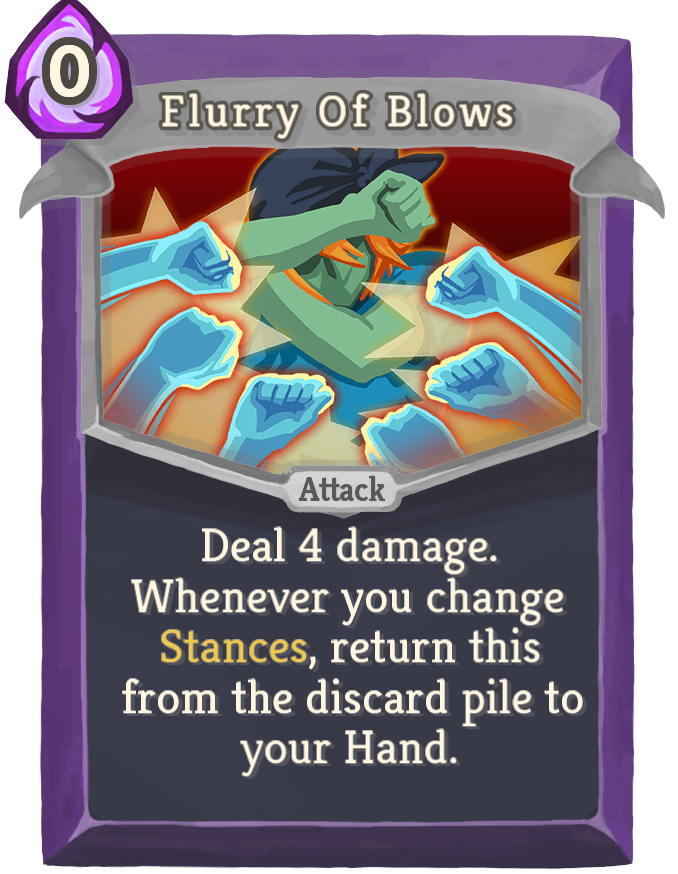 0
Flurry Of Blows
Attack
Deal 4 damage.
Whenever you change
Stances, return this
from the discard pile to
your Hand.